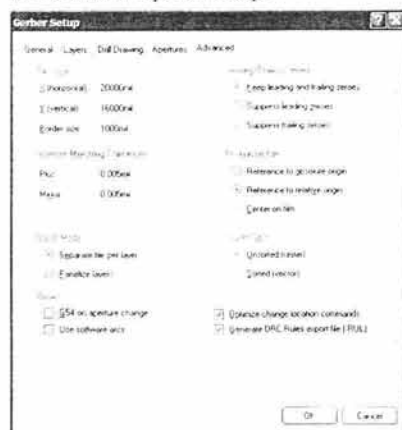 Gerber Setup
General Layers Drill Drawing Apertures Advanced
X (horizontal) 20000mil
Y (vertical) 16000mil
Border size 1000mil
Keep leading and trailing zeroes
Suppress leading zeroes
Suppress trailing zeroes
Plus 0.005mil
Minus 0.005mil
Reference to absolute origin
Reference to relative origin
Center on film
Separate file per layer
Panelize layers
Unsorted (raster)
Sorted (vector)
G54 on aperture change
Use software arcs
Optimize change location commands
Generate DRC Rules export file (.RUL)
OK Cancel